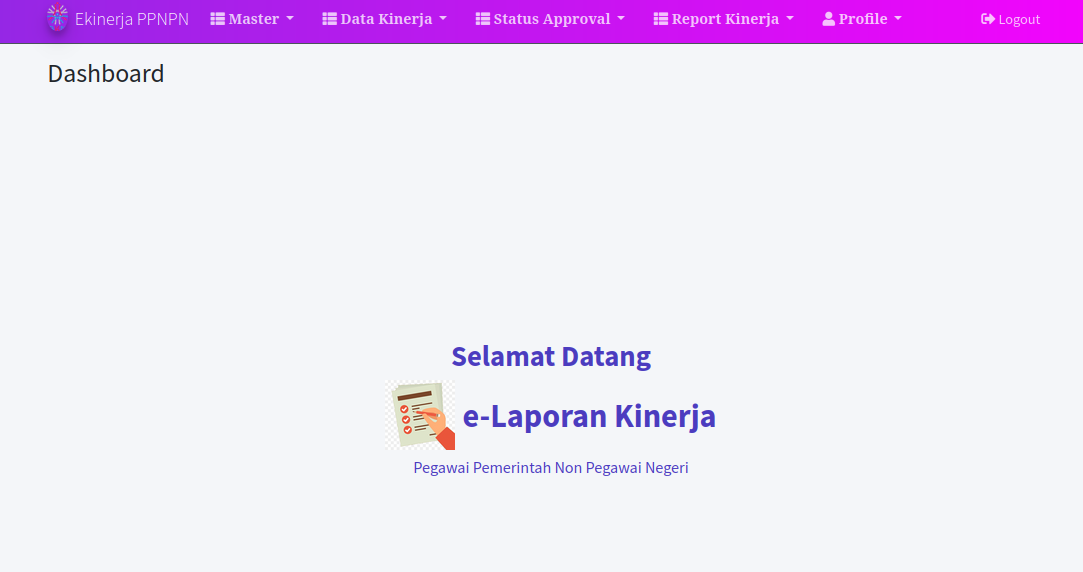 Ekinerja PPNPN Master Data Kinerja Status Approval Report Kinerja Profile Logout
Dashboard
Selamat Datang
e-Laporan Kinerja
Pegawai Pemerintah Non Pegawai Negeri